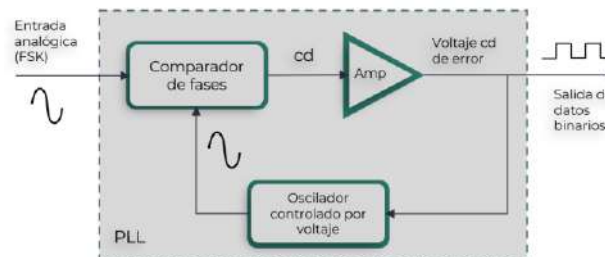 Entrada
analógica
(FSK)
Comparador
de fases
cd
Amp
Voltaje cd
de error
Salida d
datos
binarios
Oscilador
controlado por
voltaje
PLL